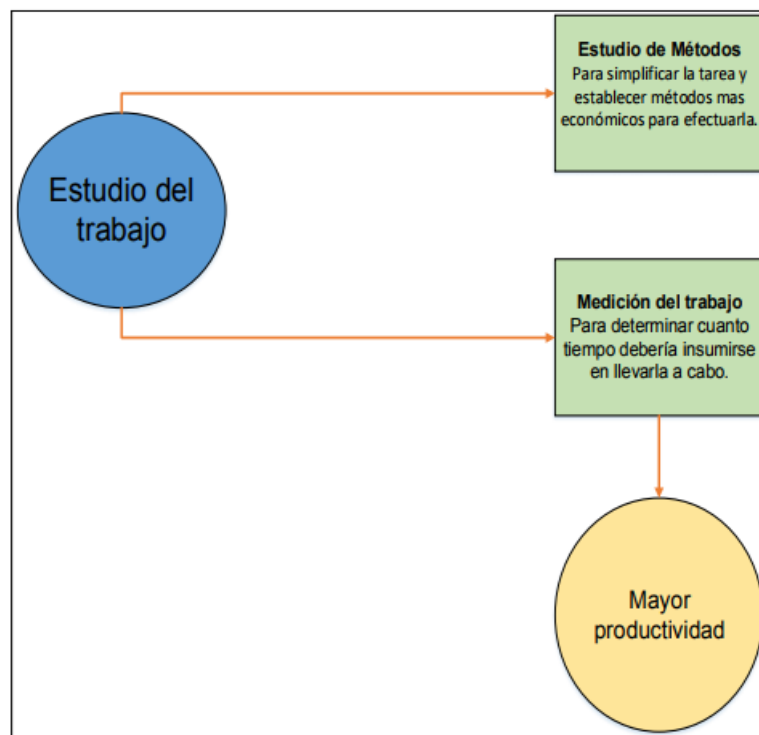 Estudio de Métodos
Para simplificar la tarea y
establecer métodos mas
económicos para efectuarla.
Estudio del
trabajo
Medición del trabajo
Para determinar cuanto
tiempo debería insumirse
en llevarla a cabo.
Mayor
productividad